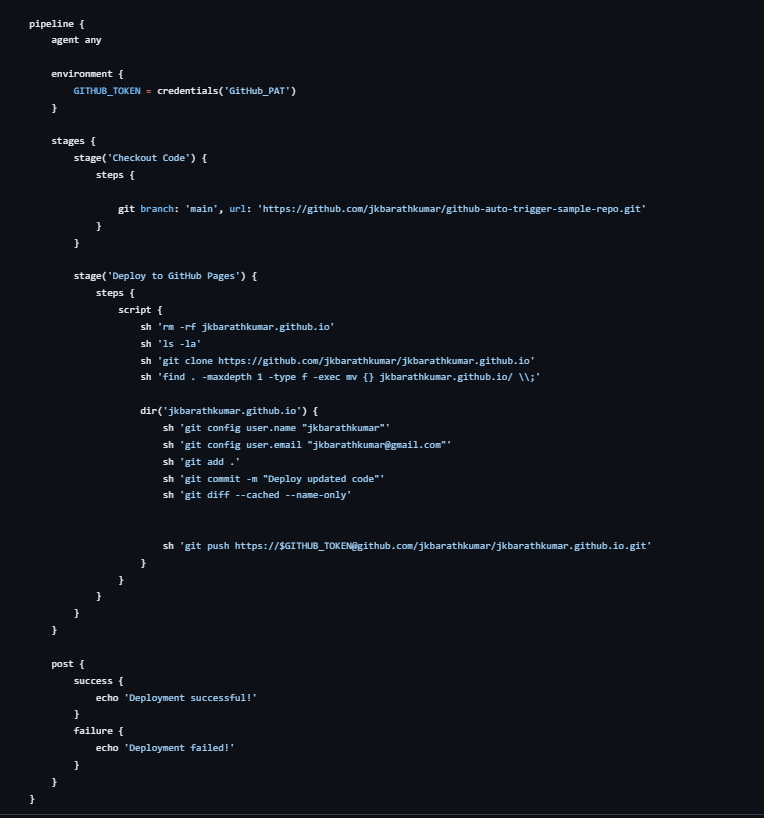 pipeline {
    agent any

    environment {
        GITHUB_TOKEN = credentials('GitHub_PAT')
    }

    stages {
        stage('Checkout Code') {
            steps {

                git branch: 'main', url: 'https://github.com/jkbarathkumar/github-auto-trigger-sample-repo.git'
            }
        }

        stage('Deploy to GitHub Pages') {
            steps {
                script {
                    sh 'rm -rf jkbarathkumar.github.io'
                    sh 'ls -la'
                    sh 'git clone https://github.com/jkbarathkumar/jkbarathkumar.github.io'
                    sh 'find . -maxdepth 1 -type f -exec mv {} jkbarathkumar.github.io/ \\;'

                    dir('jkbarathkumar.github.io') {
                        sh 'git config user.name "jkbarathkumar"'
                        sh 'git config user.email "jkbarathkumar@gmail.com"'
                        sh 'git add .'
                        sh 'git commit -m "Deploy updated code"'
                        sh 'git diff --cached --name-only'


                        sh 'git push https://$GITHUB_TOKEN@github.com/jkbarathkumar/jkbarathkumar.github.io.git'
                    }
                }
            }
        }
    }

    post {
        success {
            echo 'Deployment successful!'
        }
        failure {
            echo 'Deployment failed!'
        }
    }
}